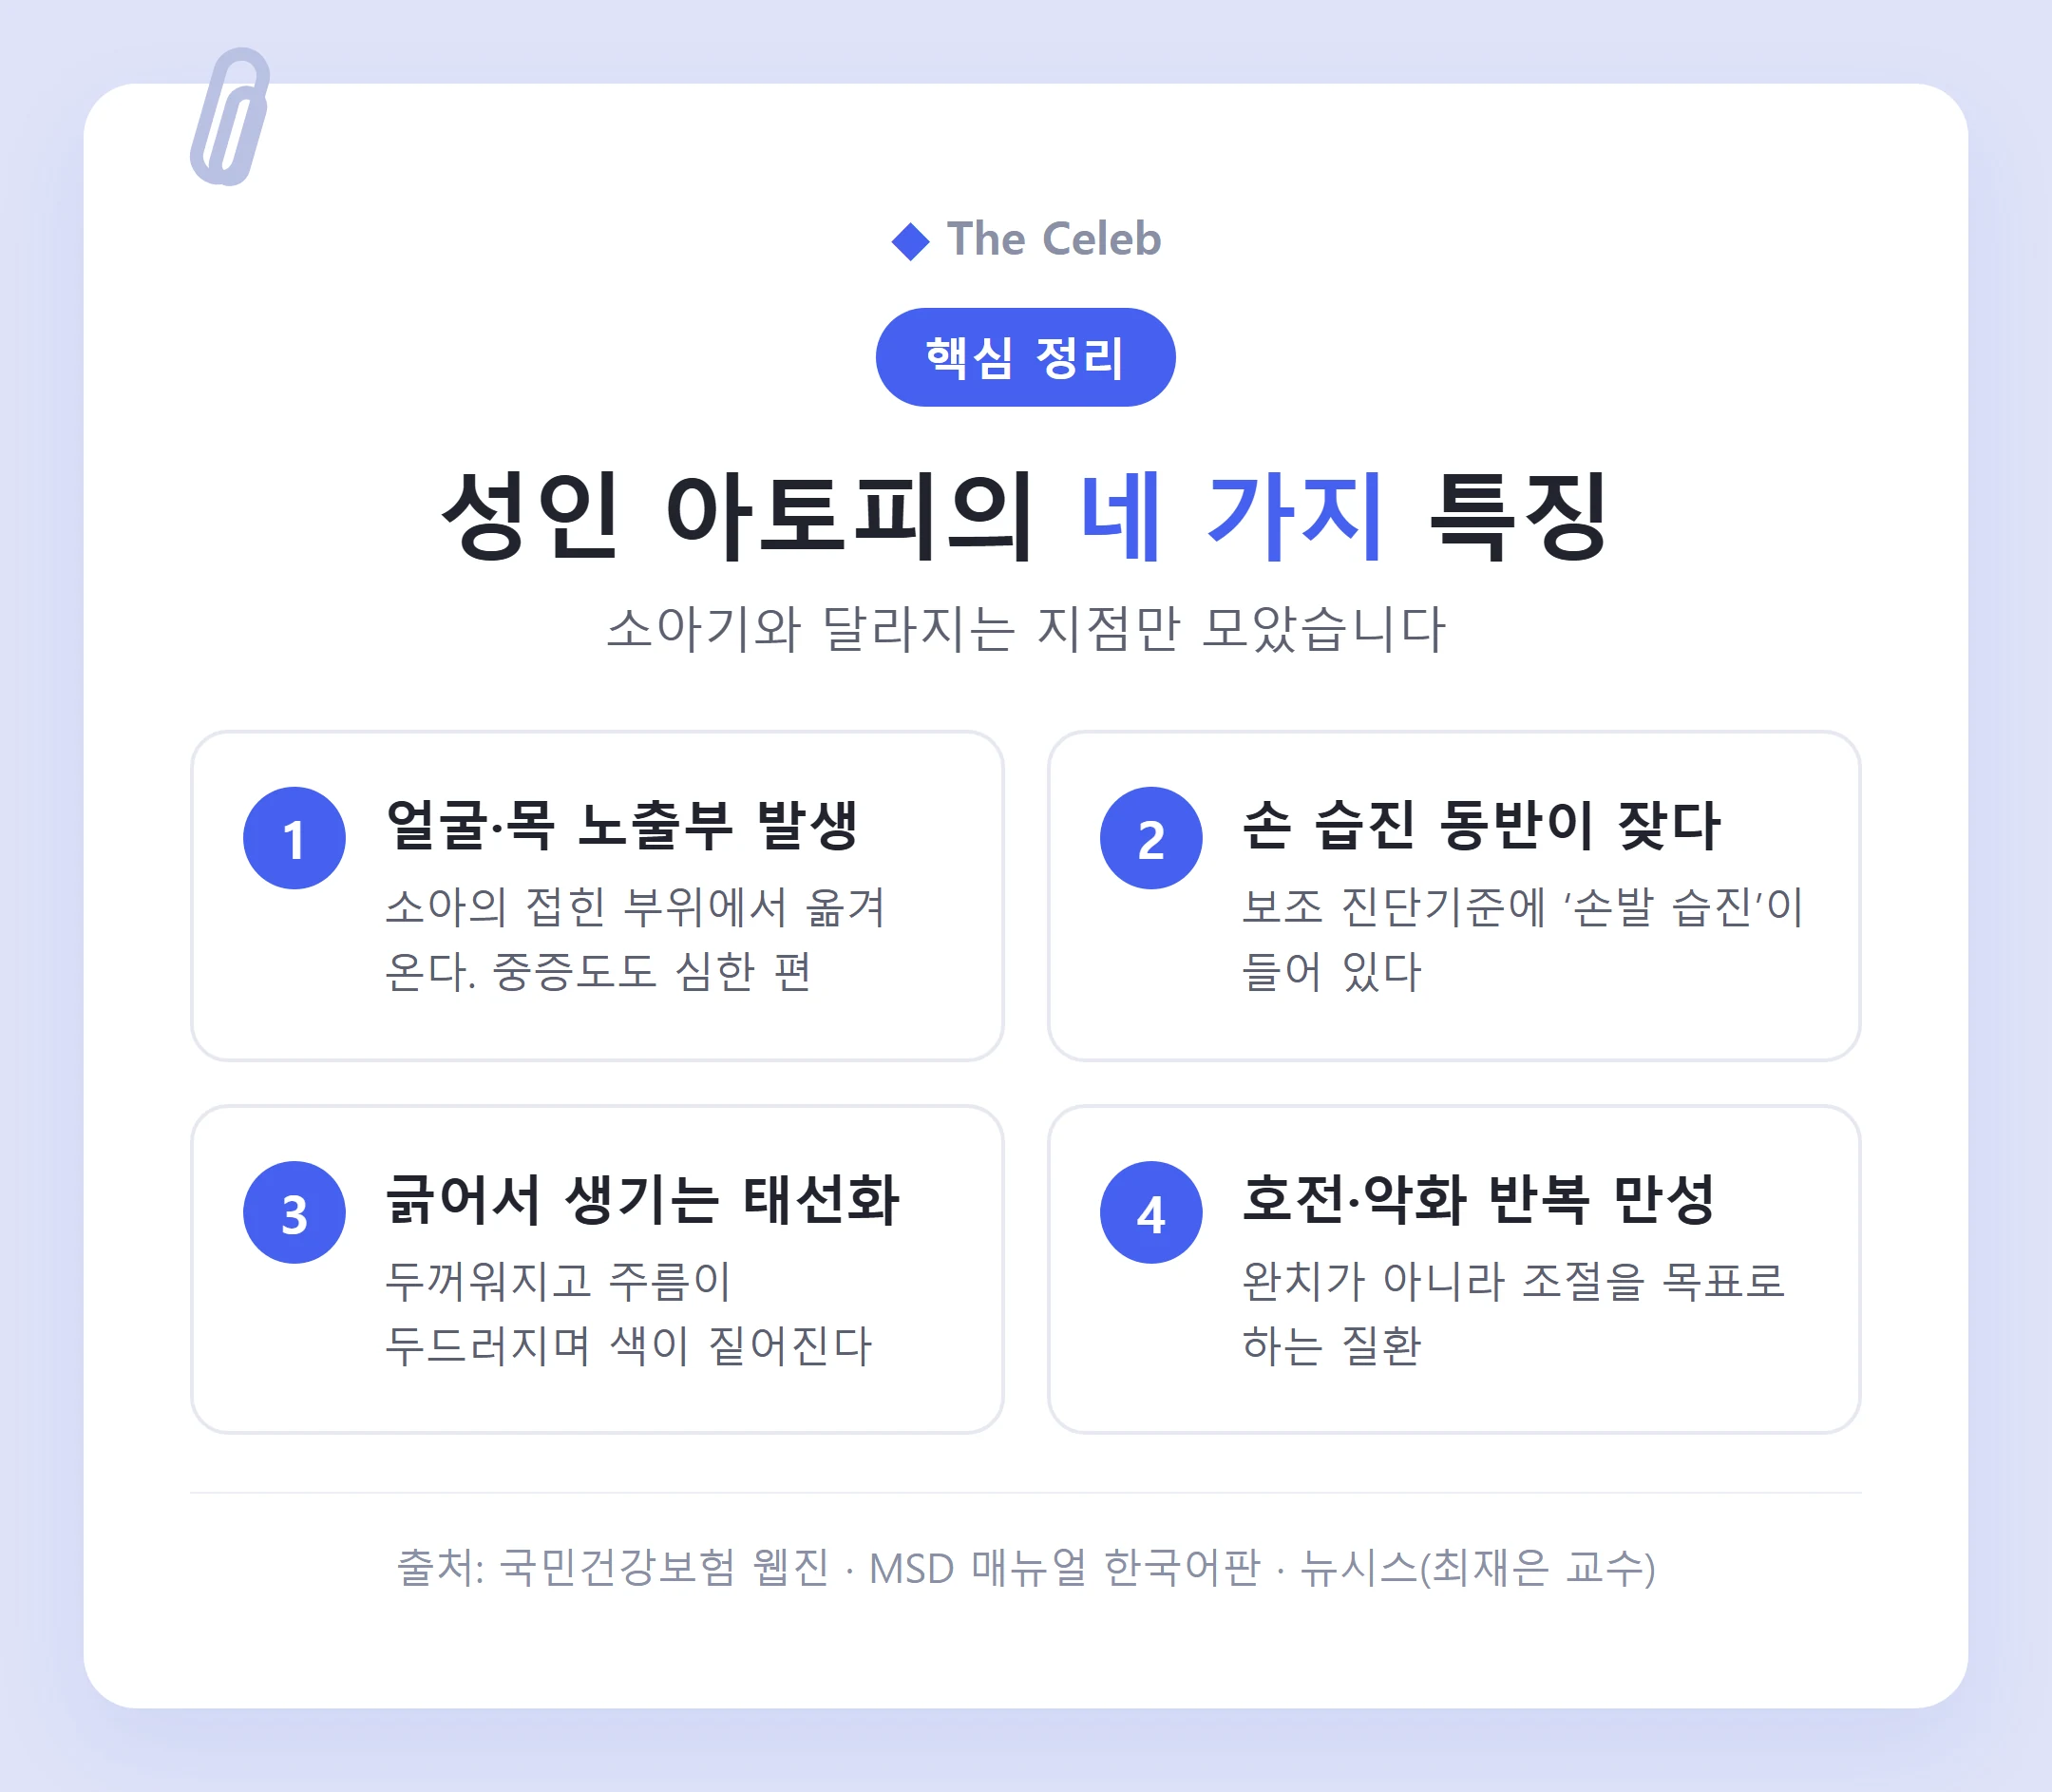 The Celeb
핵심 정리
성인 아토피의 네 가지 특징
소아기와 달라지는 지점만 모았습니다
1
얼굴·목 노출부 발생
소아의 접힌 부위에서 옮겨
온다. 중증도도 심한 편
2
손 습진 동반이 잦다
보조 진단기준에 ‘손발 습진’이
들어 있다
3
긁어서 생기는 태선화
두꺼워지고 주름이
두드러지며 색이 짙어진다
4
호전·악화 반복 만성
완치가 아니라 조절을 목표로
하는 질환
출처: 국민건강보험 웹진 · MSD 매뉴얼 한국어판 · 뉴시스(최재은 교수)